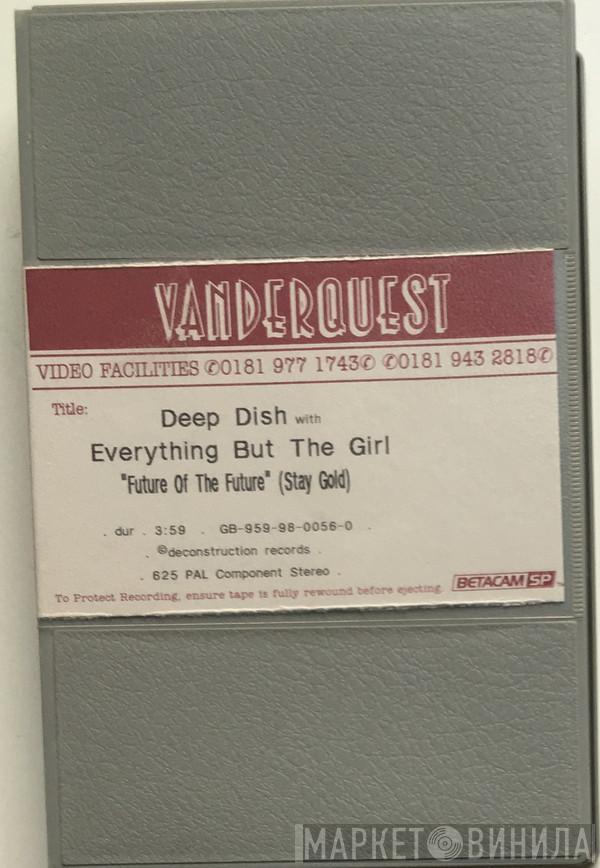 VANDERQUEST
VIDEO FACILITIES ✆0181 977 1743✆ ✆0181 943 2818✆
Title:
Deep Dish with
Everything But The Girl
"Future Of The Future" (Stay Gold)
. dur . 3:59 . GB-959-98-0056-0 .
. ©deconstruction records .
. 625 PAL Component Stereo .
BETACAM SP
To Protect Recording, ensure tape is fully rewound before ejecting.
МАРКЕТ ВИНИЛА